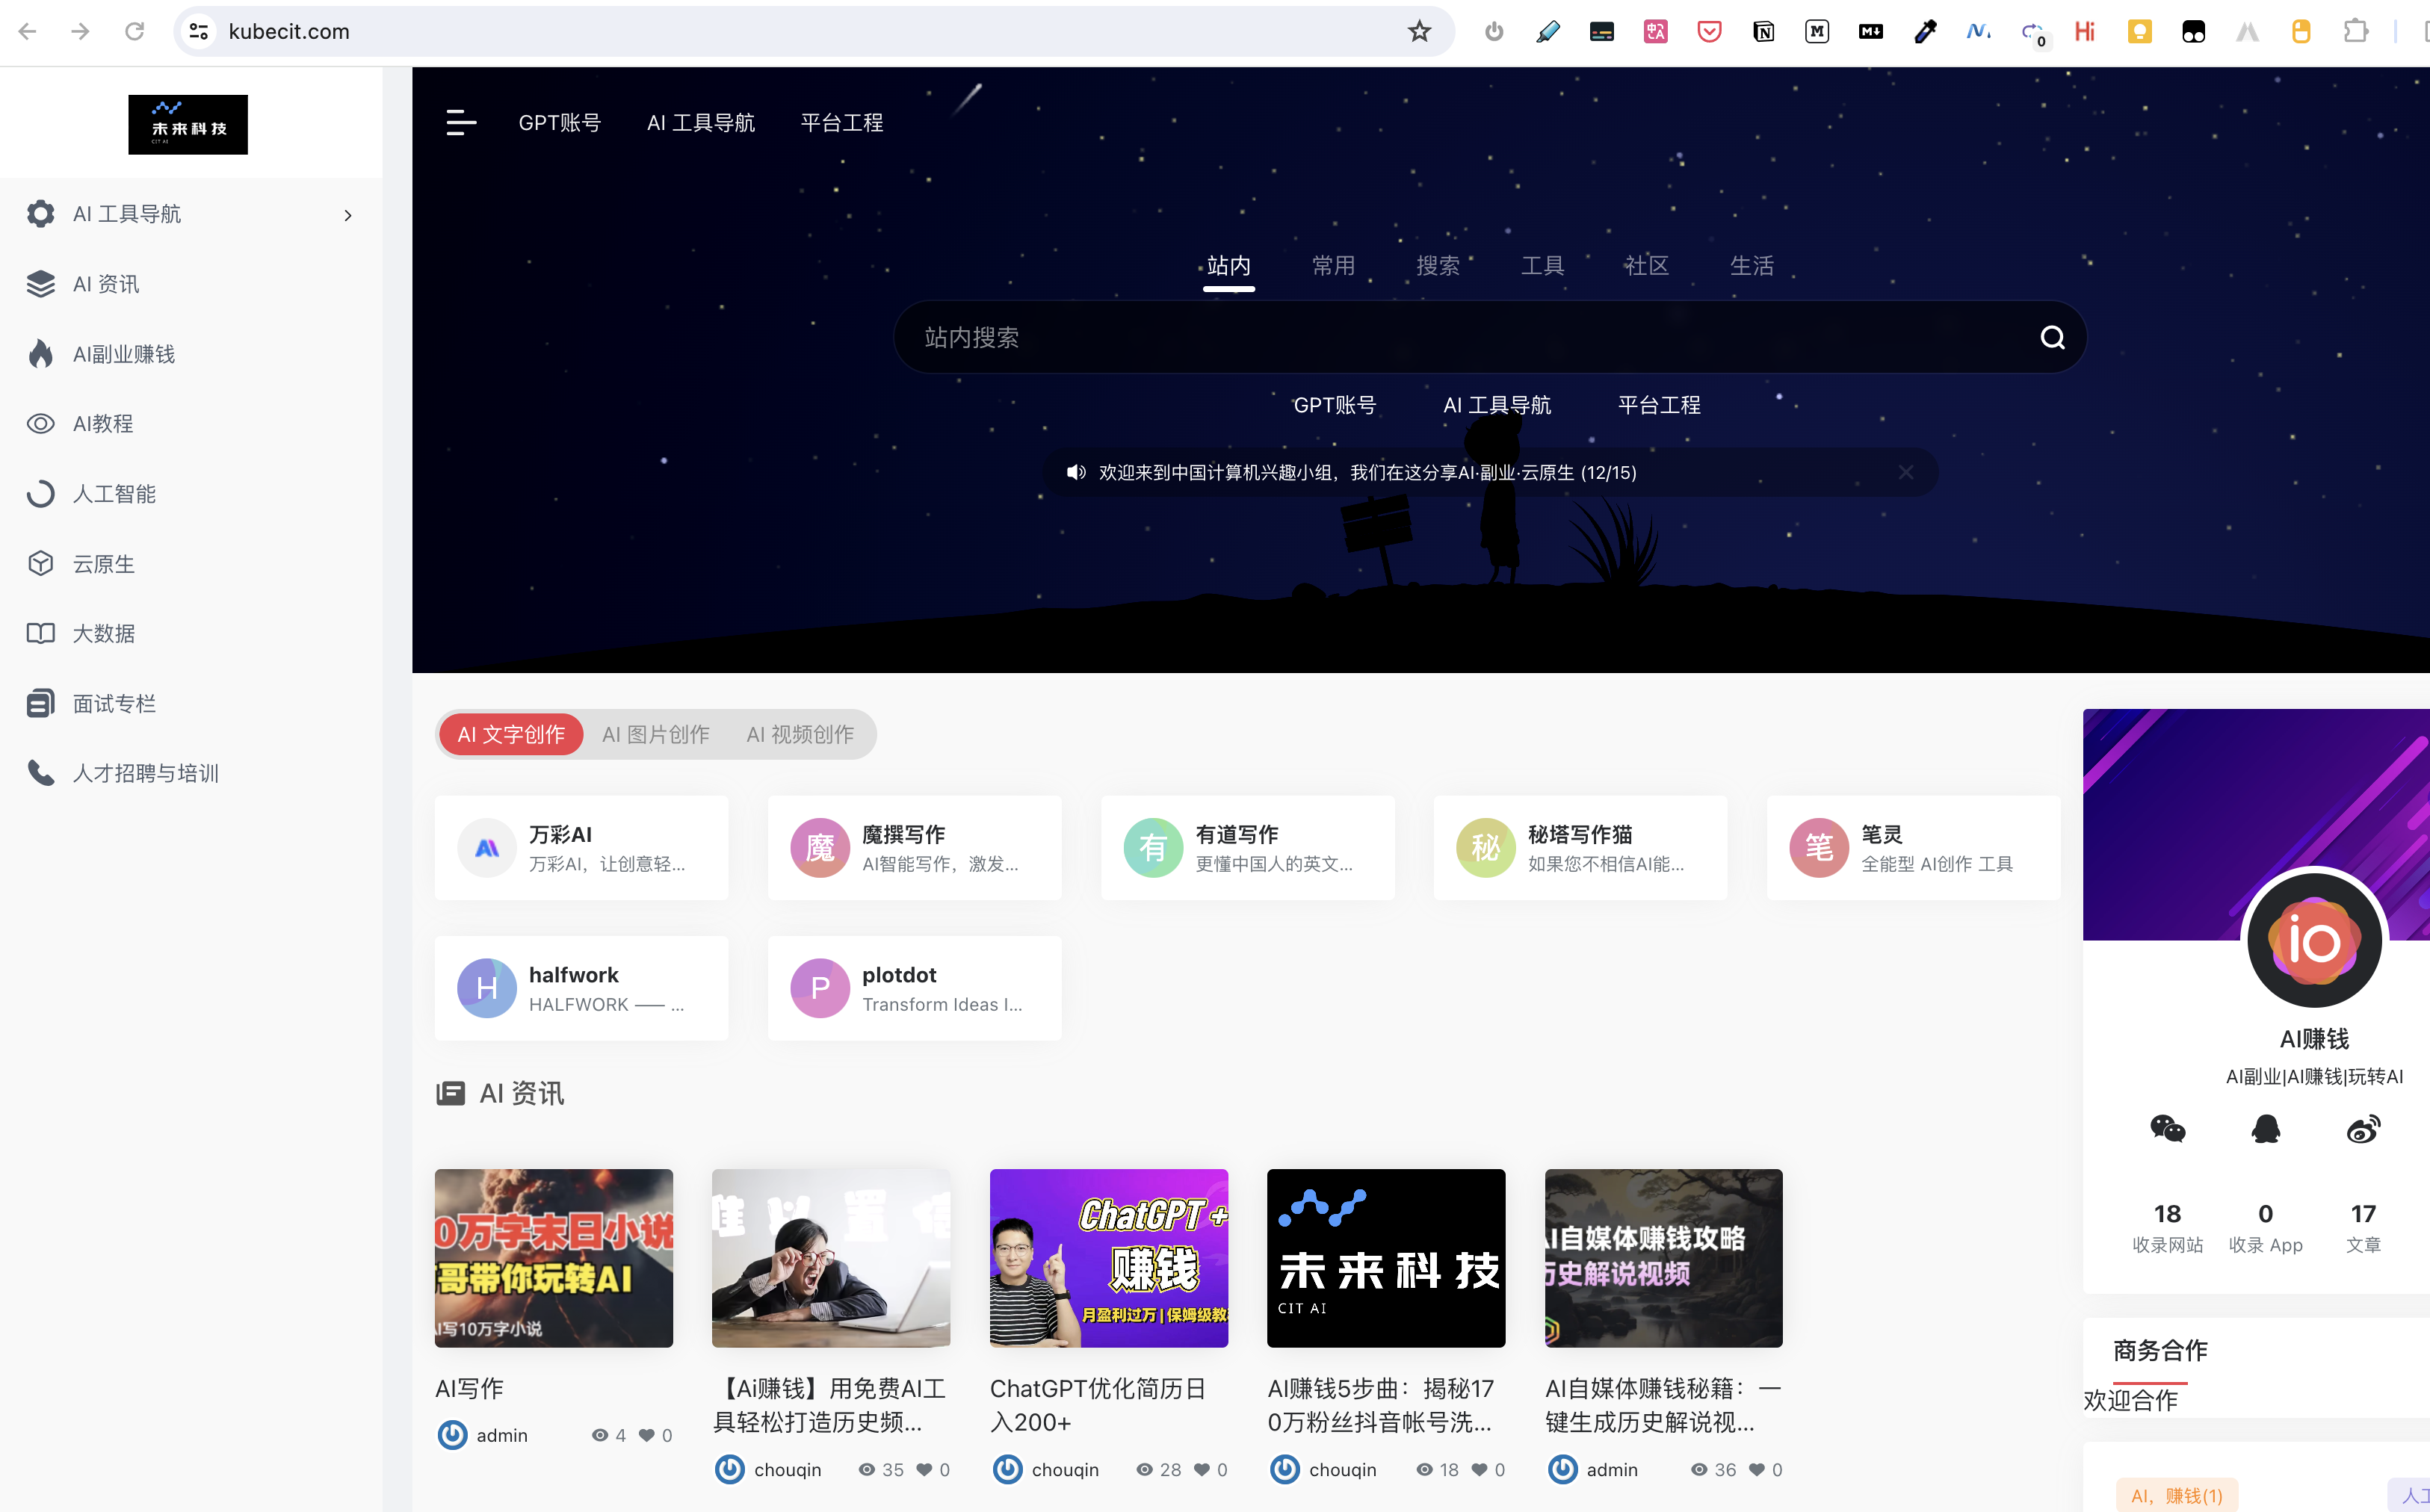 kubecit.com
0
Hi
未来科技
CIT AI
AI 工具导航
AI 资讯
AI副业赚钱
AI教程
人工智能
云原生
大数据
面试专栏
人才招聘与培训
GPT账号
AI 工具导航
平台工程
站内
常用
搜索
工具
社区
生活
站内搜索
GPT账号
AI 工具导航
平台工程
欢迎来到中国计算机兴趣小组，我们在这分享AI·副业·云原生 (12/15)
AI 文字创作
AI 图片创作
AI 视频创作
万彩AI
万彩AI，让创意轻...
魔
魔撰写作
AI智能写作，激发...
有
有道写作
更懂中国人的英文...
秘
秘塔写作猫
如果您不相信AI能...
笔
笔灵
全能型 AI创作 工具
H
halfwork
HALFWORK —— ...
P
plotdot
Transform Ideas I...
AI 资讯
0万字末日小说
哥带你玩转AI
AI写10万字小说
难以置信
ChatGPT +
赚钱
月盈利过万 | 保姆级教
未来科技
CIT AI
AI自媒体赚钱攻略
历史解说视频
AI写作
admin
4
0
【Ai赚钱】用免费AI工
具轻松打造历史频...
chouqin
35
0
ChatGPT优化简历日
入200+
chouqin
28
0
AI赚钱5步曲：揭秘17
0万粉丝抖音帐号洗...
chouqin
18
0
AI自媒体赚钱秘籍：一
键生成历史解说视...
admin
36
0
io
AI赚钱
AI副业|AI赚钱|玩转AI
18
收录网站
0
收录 App
17
文章
商务合作
欢迎合作
AI，赚钱(1)
人工